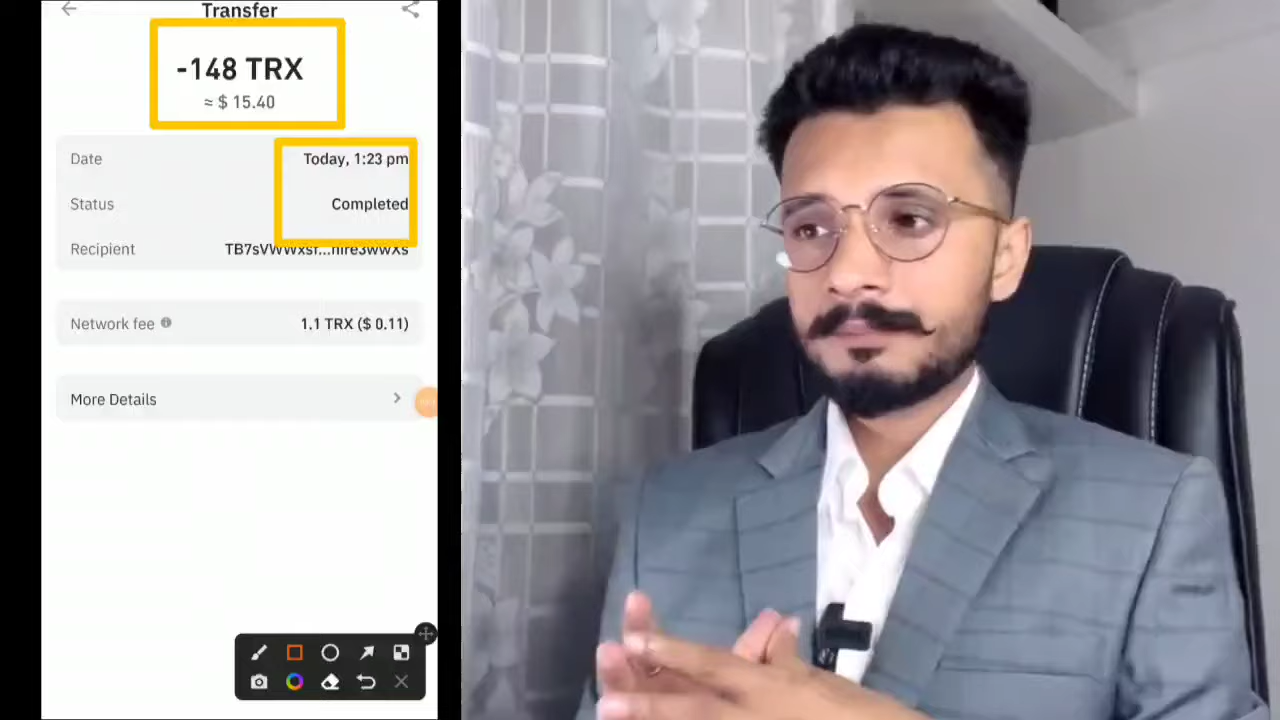 Transfer
-148 TRX
≈ $ 15.40
Date Today, 1:23 pm
Status Completed
Recipient
Network fee 1.1 TRX ($ 0.11)
More Details